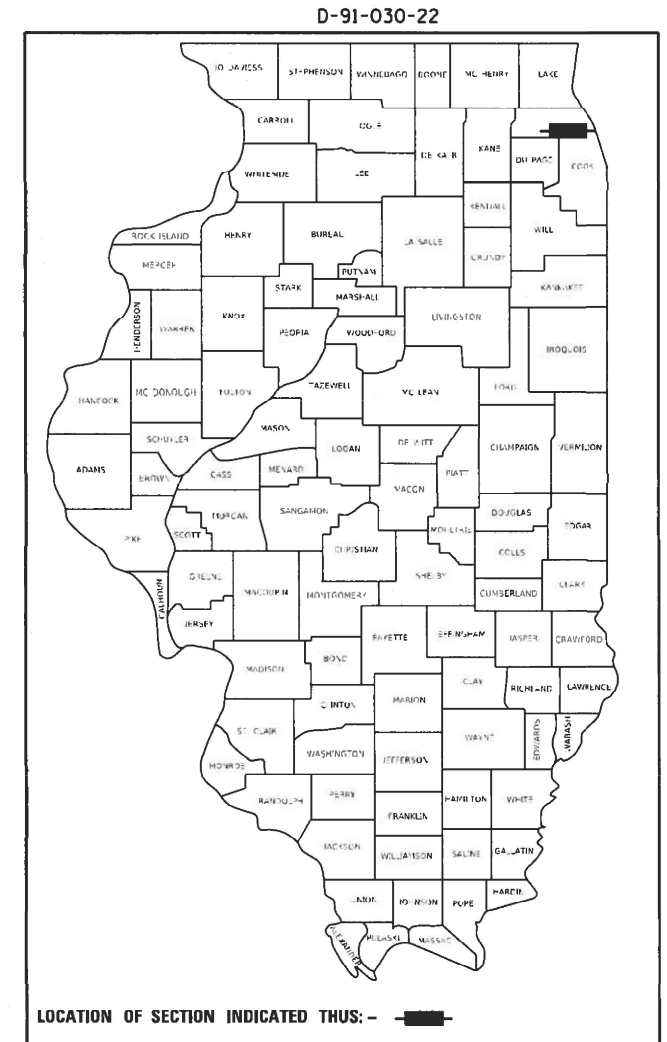 D-91-030-22
JO DAVIESS STEPHENSON WINNEBAGO BOONE MC HENRY LAKE
CARROLL OGLE DE KALB KANE DU PAGE COOK
WHITESIDE LEE KENDALL WILL
ROCK ISLAND HENRY BUREAU LA SALLE GRUNDY
MERCER STARK PUTNAM KANKAKEE
HENDERSON WARREN KNOX MARSHALL LIVINGSTON
PEORIA WOODFORD IROQUOIS
HANCOCK MC DONOUGH FULTON TAZEWELL MC LEAN FORD
SCHUYLER MASON LOGAN DE WITT CHAMPAIGN VERMILION
ADAMS BROWN CASS MENARD PIATT
MACON
PIKE SCOTT MORGAN SANGAMON MOULTRIE DOUGLAS EDGAR
CHRISTIAN COLES
CALHOUN GREENE MACOUPIN MONTGOMERY SHELBY CUMBERLAND CLARK
JERSEY FAYETTE EFFINGHAM JASPER CRAWFORD
MADISON BOND
CLAY RICHLAND LAWRENCE
CLINTON MARION
ST. CLAIR WAYNE EDWARDS WABASH
MONROE WASHINGTON JEFFERSON
RANDOLPH PERRY HAMILTON WHITE
FRANKLIN
JACKSON WILLIAMSON SALINE GALLATIN
UNION JOHNSON POPE HARDIN
ALEXANDER PULASKI MASSAC
LOCATION OF SECTION INDICATED THUS: -